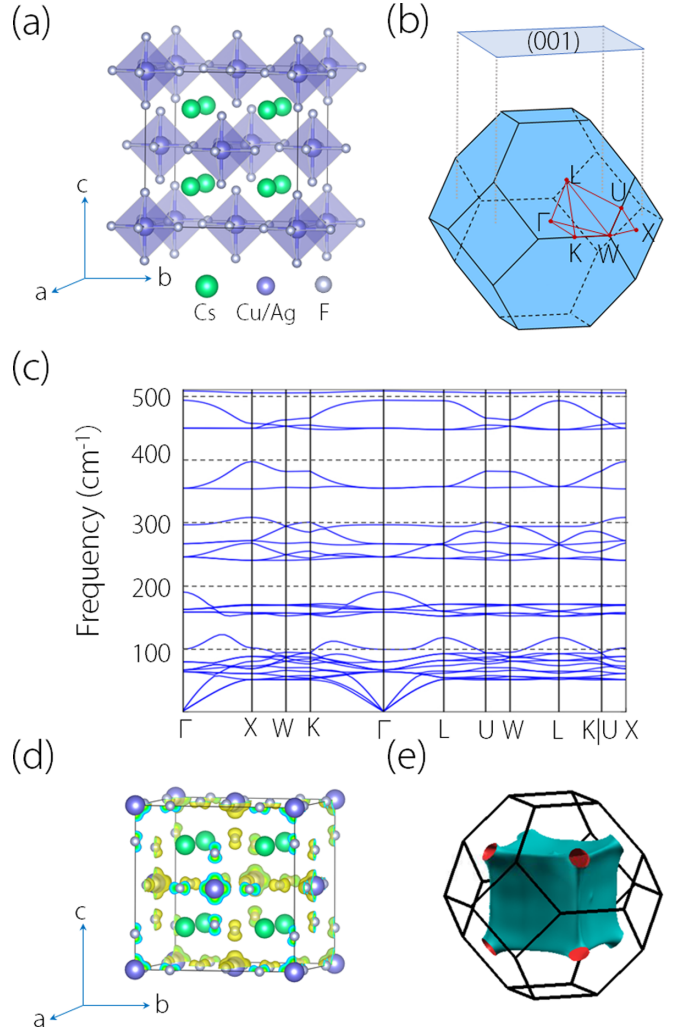 (a)
c
a
b
Cs
Cu/Ag
F
(b)
(001)
L
U
Γ
X
K
W
(c)
Frequency (cm⁻¹)
500
400
300
200
100
Γ X W K Γ L U W L K|U X
(d)
c
a
b
(e)